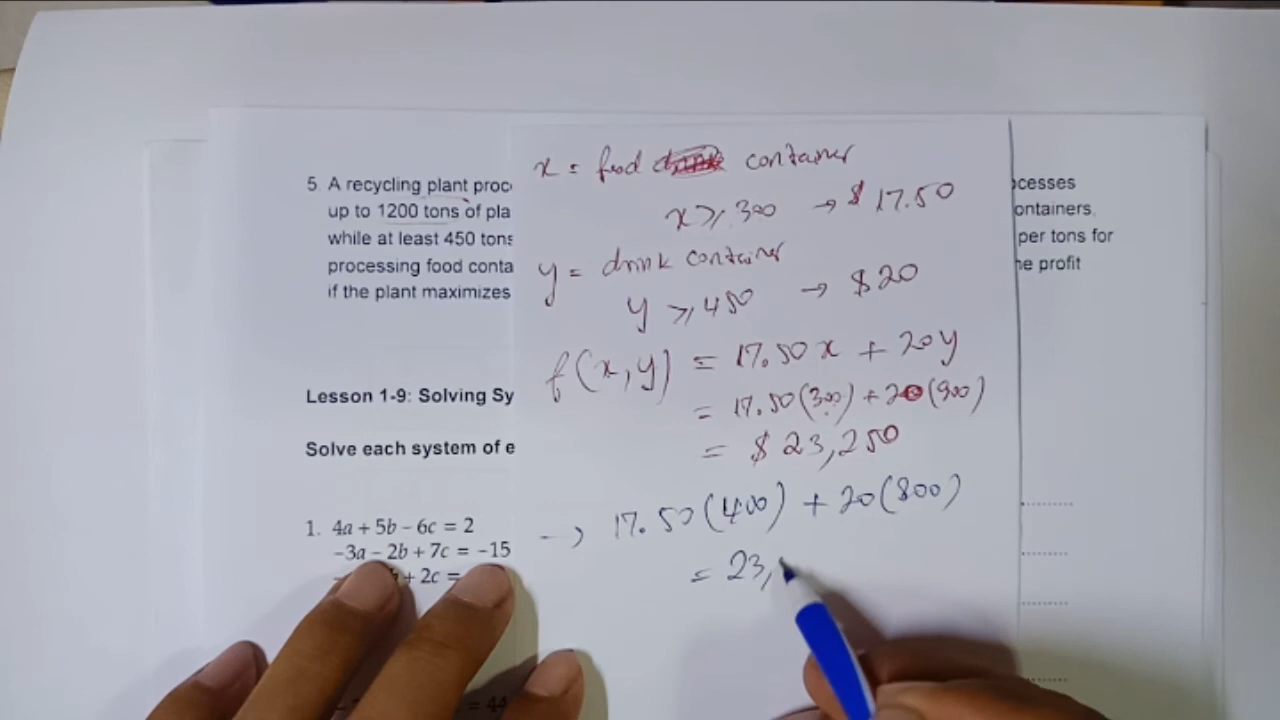 x = food container
x ≥ 300 → $ 17.50
y = drink container
y ≥ 450 → $20
f(x,y) = 17.50x + 20y
= 17.50(300) + 20(900)
= $ 23,250
→ 17.50(400) + 20(800)
= 23,
5. A recycling plant proc
up to 1200 tons of pla
while at least 450 tons
processing food conta
if the plant maximizes
ocesses
ontainers,
per tons for
he profit
Lesson 1-9: Solving Sy
Solve each system of e
1. 4a + 5b – 6c = 2
–3a – 2b + 7c = –15
+ 2c =
= 44